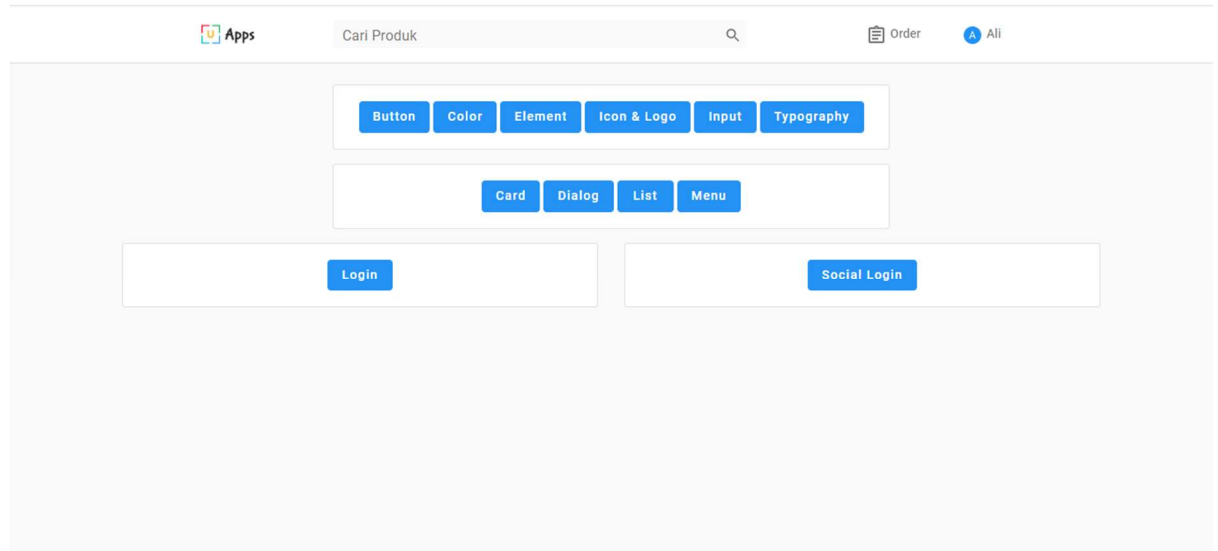 U Apps Cari Produk Order A Ali
Button Color Element Icon & Logo Input Typography
Card Dialog List Menu
Login Social Login